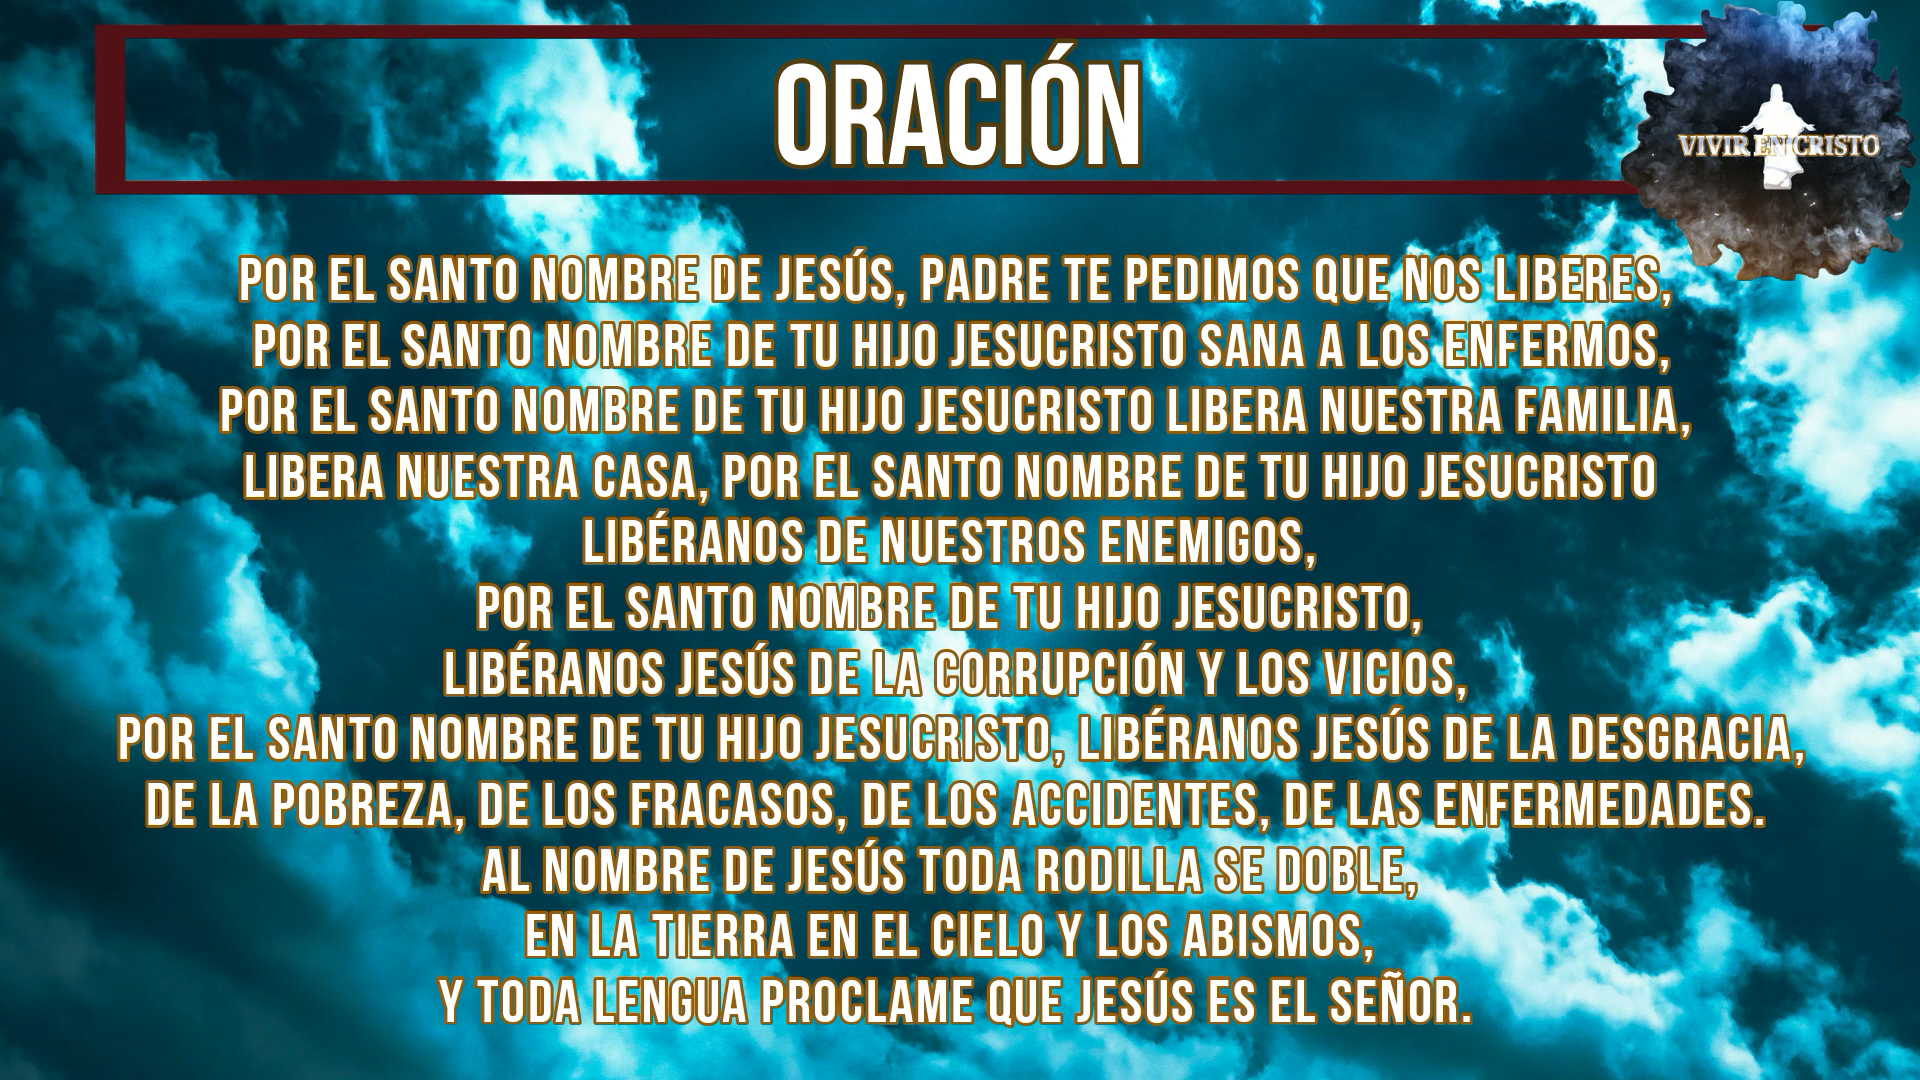 ORACIÓN
VIVIR EN CRISTO
POR EL SANTO NOMBRE DE JESÚS, PADRE TE PEDIMOS QUE NOS LIBERES,
POR EL SANTO NOMBRE DE TU HIJO JESUCRISTO SANA A LOS ENFERMOS,
POR EL SANTO NOMBRE DE TU HIJO JESUCRISTO LIBERA NUESTRA FAMILIA,
LIBERA NUESTRA CASA, POR EL SANTO NOMBRE DE TU HIJO JESUCRISTO
LIBÉRANOS DE NUESTROS ENEMIGOS,
POR EL SANTO NOMBRE DE TU HIJO JESUCRISTO,
LIBÉRANOS JESÚS DE LA CORRUPCIÓN Y LOS VICIOS,
POR EL SANTO NOMBRE DE TU HIJO JESUCRISTO, LIBÉRANOS JESÚS DE LA DESGRACIA,
DE LA POBREZA, DE LOS FRACASOS, DE LOS ACCIDENTES, DE LAS ENFERMEDADES.
AL NOMBRE DE JESÚS TODA RODILLA SE DOBLE,
EN LA TIERRA EN EL CIELO Y LOS ABISMOS,
Y TODA LENGUA PROCLAME QUE JESÚS ES EL SEÑOR.